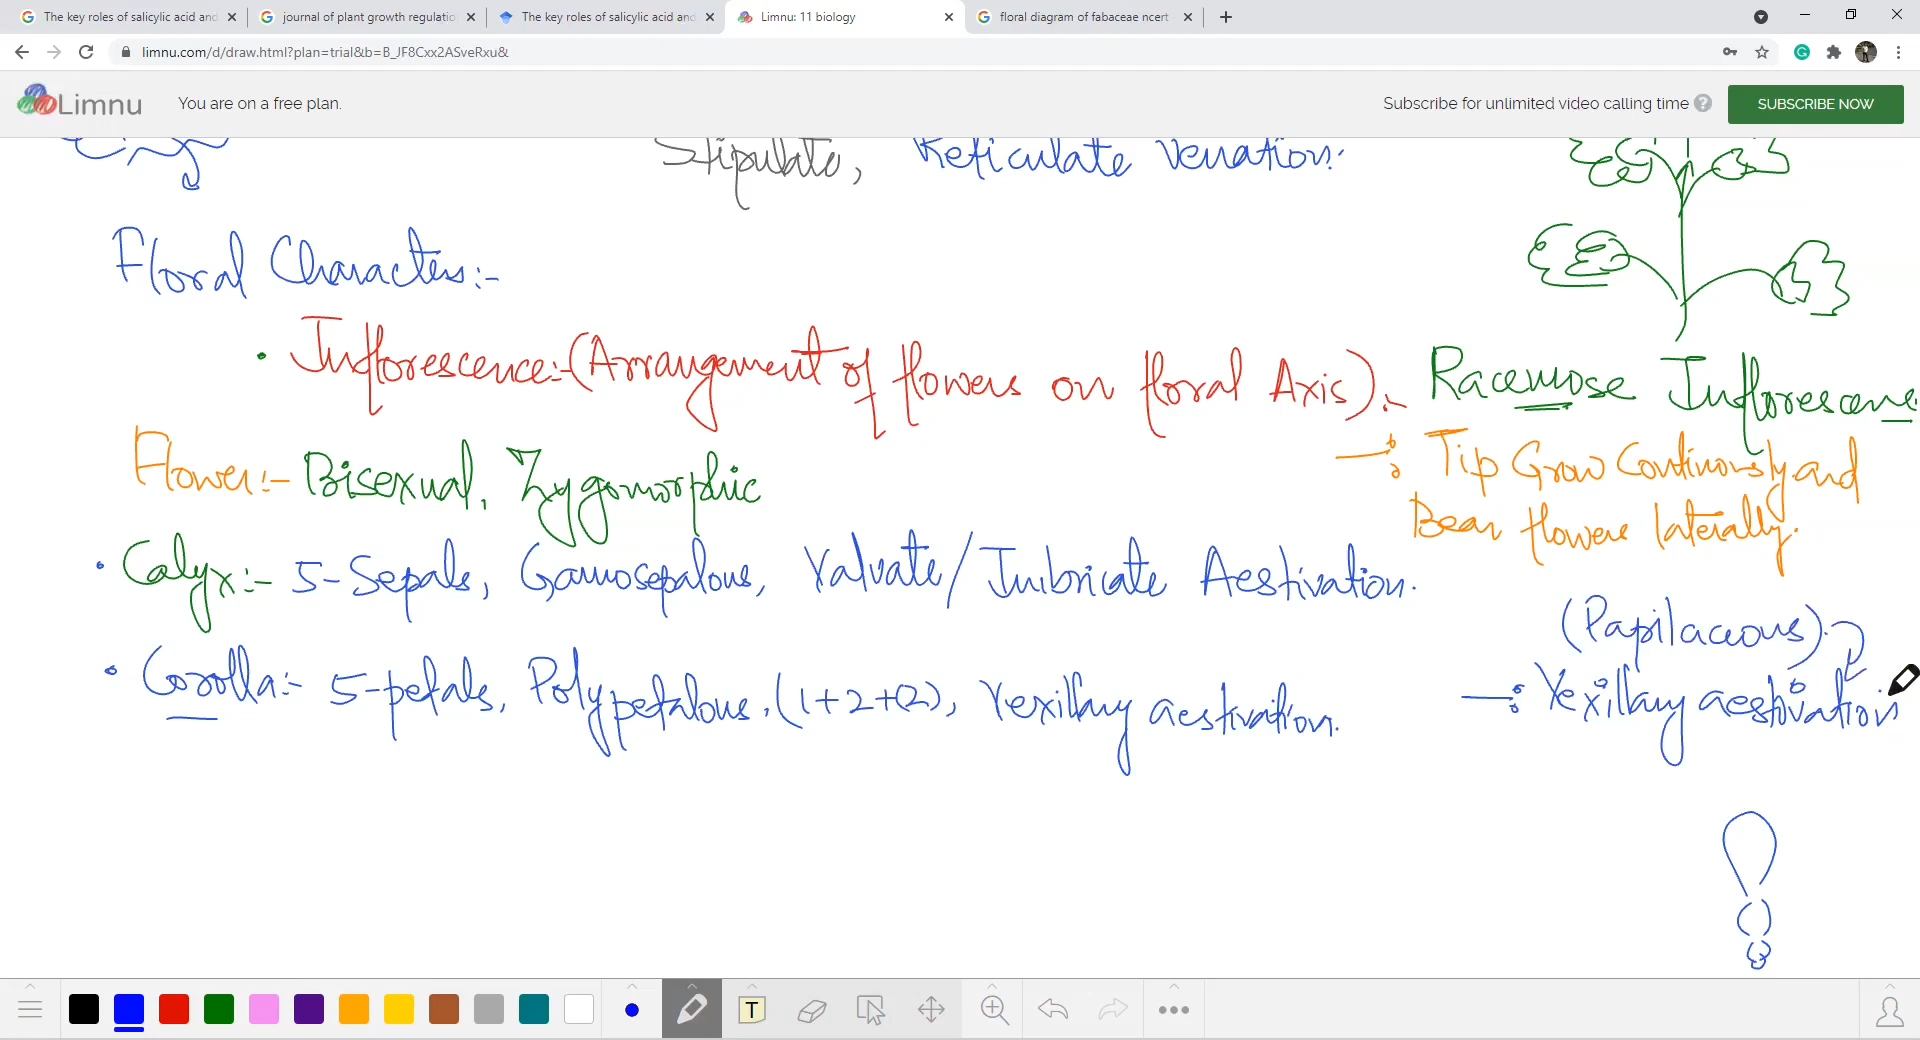 The key roles of salicylic acid and
journal of plant growth regulatio
The key roles of salicylic acid and
Limnu: 11 biology
floral diagram of fabaceae ncert
limnu.com/d/draw.html?plan=trial&b=B_JF8Cxx2ASveRxu&
Limnu
You are on a free plan.
Subscribe for unlimited video calling time
SUBSCRIBE NOW
Stipulate, Reticulate Venation:
Floral Characters:-
• Inflorescence:-(Arrangement of flowers on floral Axis):- Racemose Inflorescence.
Flower:- Bisexual, Zygomorphic
→: Tip Grow Continously and
Bear flowers laterally.
• Calyx:- 5-Sepals, Gamosepalous, Valvate/Imbricate Aestivation.
(Papilaceous).
• Corolla:- 5-petals, Polypetalous, (1+2+(2), Vexillary aestivation.
→: Vexillary aestivation
T